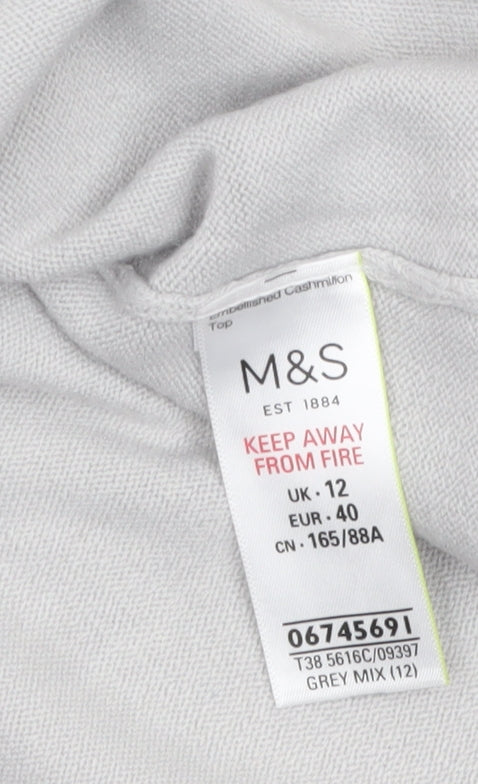 Embellished Cashmilon
Top
M&S
EST 1884
KEEP AWAY
FROM FIRE
UK · 12
EUR · 40
CN · 165/88A
06745691
T38 5616C/09397
GREY MIX (12)